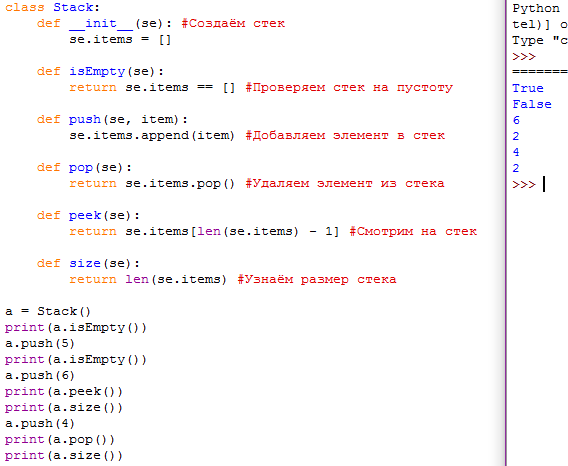 class Stack:
    def __init__(se): #Создаём стек
        se.items = []

    def isEmpty(se):
        return se.items == [] #Проверяем стек на пустоту

    def push(se, item):
        se.items.append(item) #Добавляем элемент в стек

    def pop(se):
        return se.items.pop() #Удаляем элемент из стека

    def peek(se):
        return se.items[len(se.items) - 1] #Смотрим на стек

    def size(se):
        return len(se.items) #Узнаём размер стека

a = Stack()
print(a.isEmpty())
a.push(5)
print(a.isEmpty())
a.push(6)
print(a.peek())
print(a.size())
a.push(4)
print(a.pop())
print(a.size())
Python
tel)] o
Type "c
>>>
=======
True
False
6
2
4
2
>>>